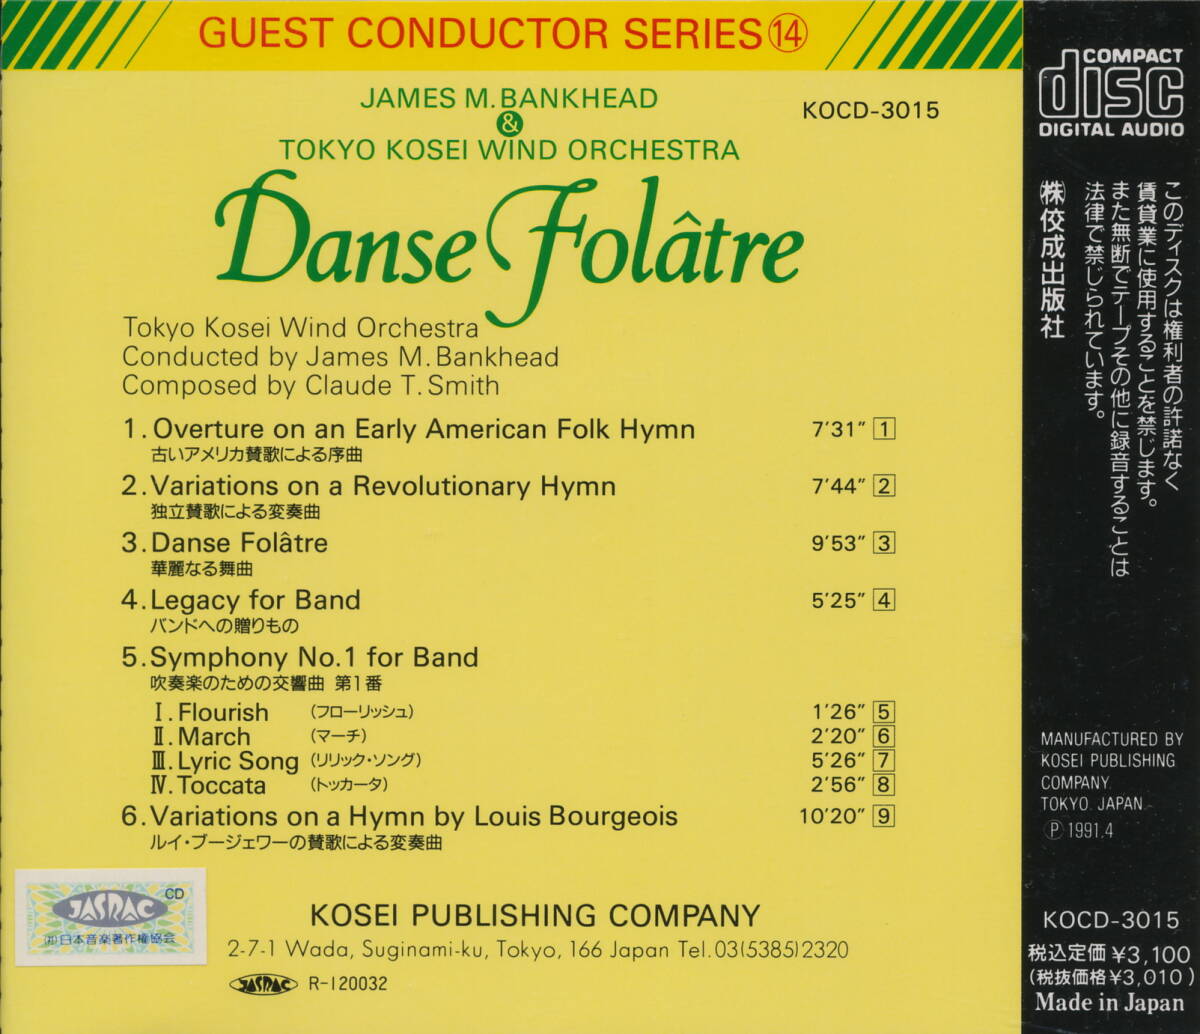 GUEST CONDUCTOR SERIES⑭
JAMES M. BANKHEAD
&
TOKYO KOSEI WIND ORCHESTRA
KOCD-3015
Danse Folâtre
Tokyo Kosei Wind Orchestra
Conducted by James M. Bankhead
Composed by Claude T. Smith
1. Overture on an Early American Folk Hymn 7'31" 1
古いアメリカ賛歌による序曲
2. Variations on a Revolutionary Hymn 7'44" 2
独立賛歌による変奏曲
3. Danse Folâtre 9'53" 3
華麗なる舞曲
4. Legacy for Band 5'25" 4
バンドへの贈りもの
5. Symphony No.1 for Band
吹奏楽のための交響曲 第1番
Ⅰ. Flourish (フローリッシュ) 1'26" 5
Ⅱ. March (マーチ) 2'20" 6
Ⅲ. Lyric Song (リリック・ソング) 5'26" 7
Ⅳ. Toccata (トッカータ) 2'56" 8
6. Variations on a Hymn by Louis Bourgeois 10'20" 9
ルイ・ブージェワーの賛歌による変奏曲
CD
JASRAC
㈳日本音楽著作権協会
KOSEI PUBLISHING COMPANY
2-7-1 Wada, Suginami-ku, Tokyo, 166 Japan Tel.03(5385)2320
JASRAC R-120032
COMPACT
disc
DIGITAL AUDIO
このディスクは権利者の許諾なく
賃貸業に使用することを禁じます。
また無断でテープその他に録音することは
法律で禁じられています。
㈱佼成出版社
MANUFACTURED BY
KOSEI PUBLISHING
COMPANY.
TOKYO. JAPAN
Ⓟ 1991.4
KOCD-3015
税込定価 ¥3,100
(税抜価格 ¥3,010)
Made in Japan